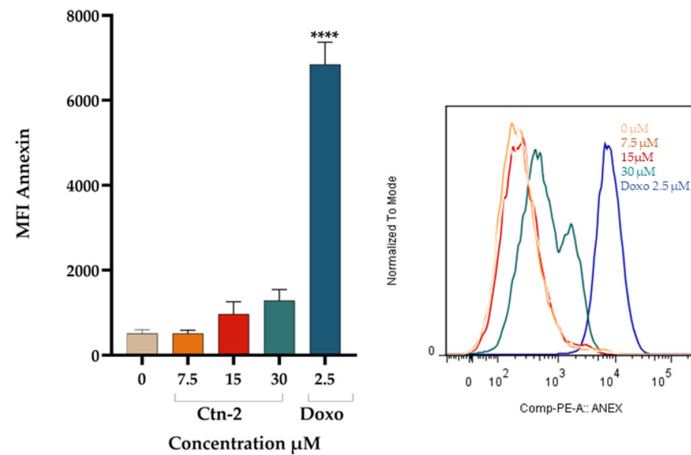 8000
****
6000
4000
2000
0
MFI Annexin
0 7.5 15 30 2.5
Ctn-2 Doxo
Concentration μM
Normalized To Mode
0 μM
7.5 μM
15μM
30 μM
Doxo 2.5 μM
0
0 10² 10³ 10⁴ 10⁵
Comp-PE-A:: ANEX